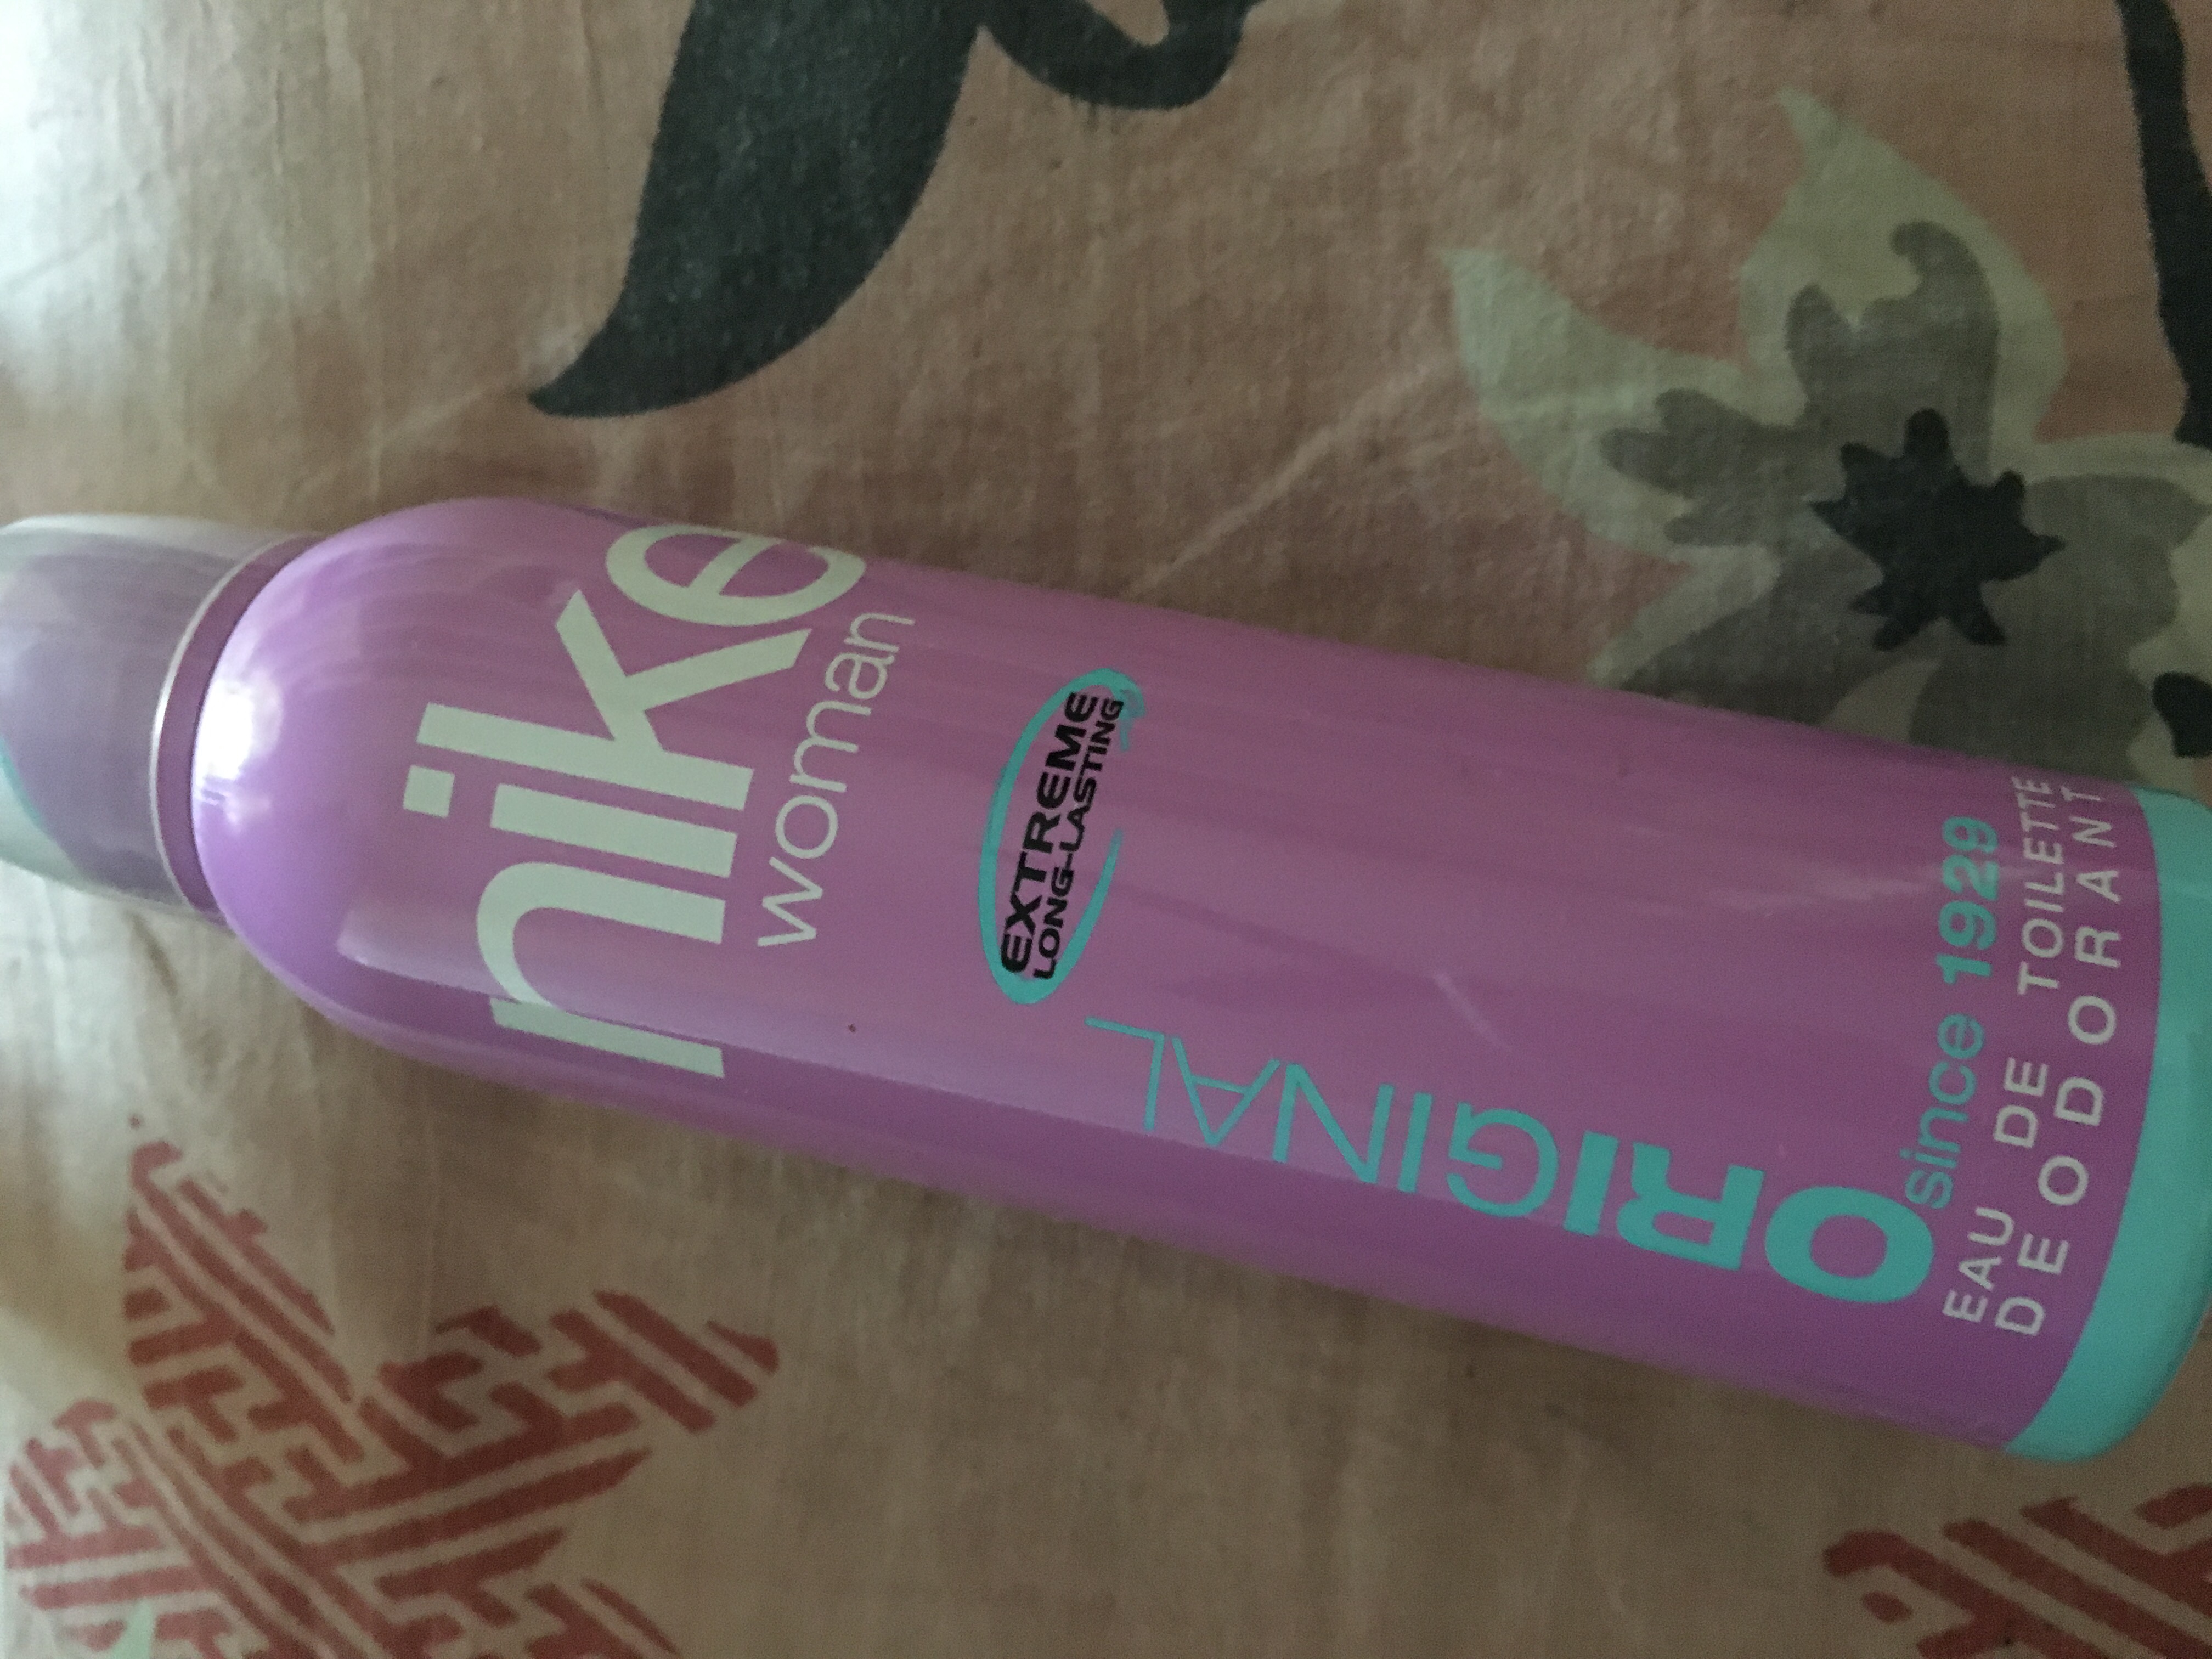 nike
woman
EXTREME
LONG-LASTING
ORIGINAL
since 1929
EAU DE TOILETTE
DEODORANT